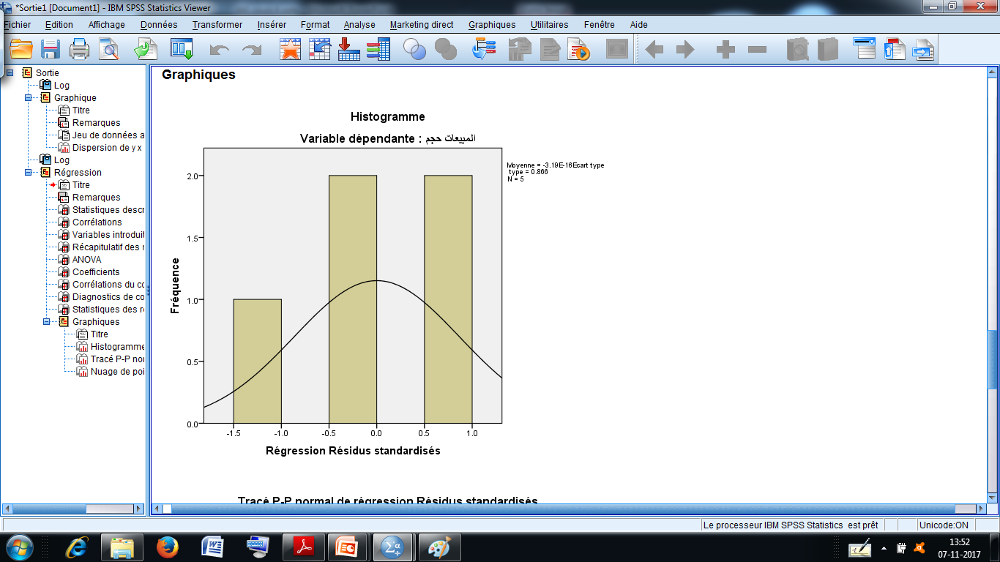 *Sortie1 [Document1] - IBM SPSS Statistics Viewer
Fichier Edition Affichage Données Transformer Insérer Format Analyse Marketing direct Graphiques Utilitaires Fenêtre Aide
Sortie
Log
Graphique
Titre
Remarques
Jeu de données a
Dispersion de y x
Log
Régression
Titre
Remarques
Statistiques descr
Corrélations
Variables introduit
Récapitulatif des
ANOVA
Coefficients
Corrélations du co
Diagnostics de co
Statistiques des
Graphiques
Titre
Histogramme
Tracé P-P nor
Nuage de poi
Graphiques
Histogramme
Variable dépendante : المبيعات حجم
Moyenne = -3.19E-16Ecart type
type = 0.866
N = 5
2.0
1.5
1.0
0.5
0.0
Fréquence
-1.5 -1.0 -0.5 0.0 0.5 1.0
Régression Résidus standardisés
Tracé P-P normal de régression Résidus standardisés
Le processeur IBM SPSS Statistics est prêt Unicode:ON
13:52
07-11-2017